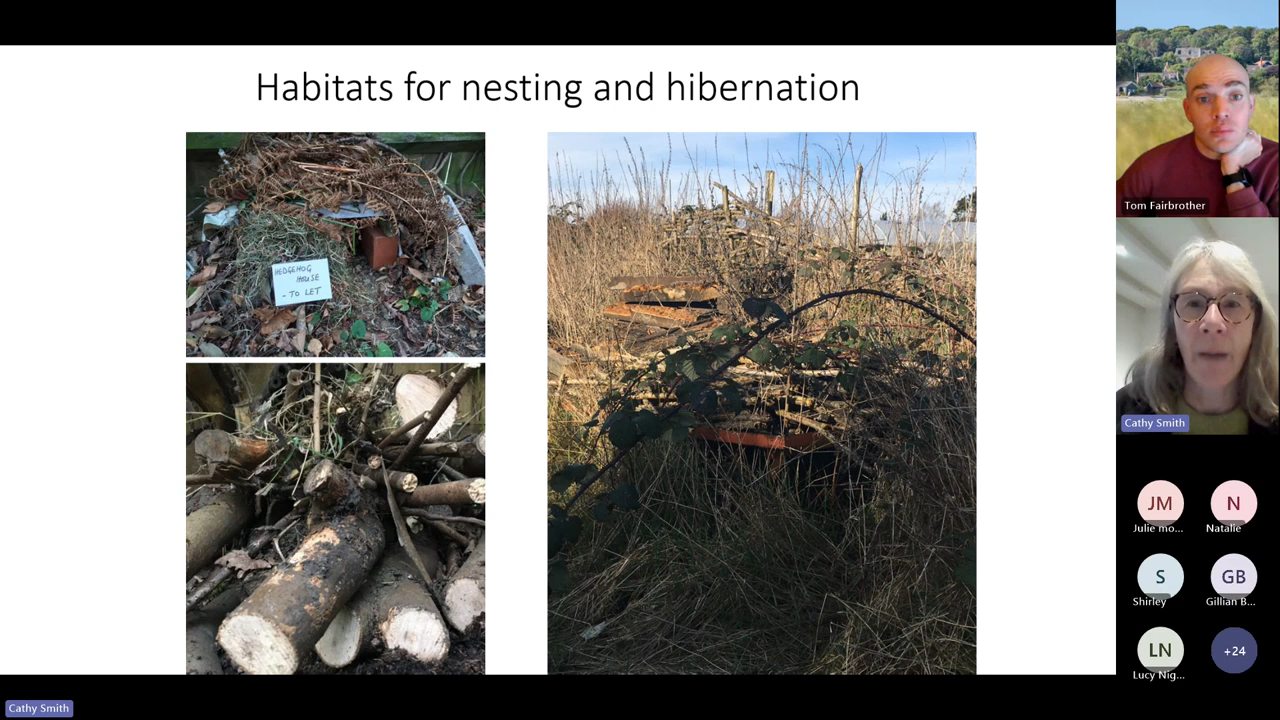 Habitats for nesting and hibernation
HEDGEHOG
HOUSE
- TO LET
Tom Fairbrother
Cathy Smith
JM
Julie mo...
N
Natalie
S
Shirley
GB
Gillian B...
LN
Lucy Nig...
+24
Cathy Smith